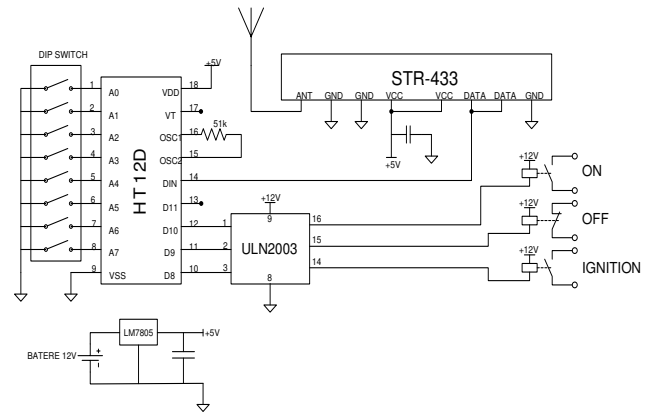 DIP SWITCH
+5V
STR-433
ANT GND GND VCC VCC DATA DATA GND
1 A0 VDD 18
2 A1 VT 17
3 A2 OSC1 16 51k
4 A3 OSC2 15
5 A4 DIN 14
6 A5 D11 13
7 A6 D10 12
8 A7 D9 11
9 VSS D8 10
HT12D
+5V
+12V
9
1 16
2 ULN2003 15
3 14
8
+12V
ON
+12V
OFF
+12V
IGNITION
LM7805
+5V
BATERE 12V
+